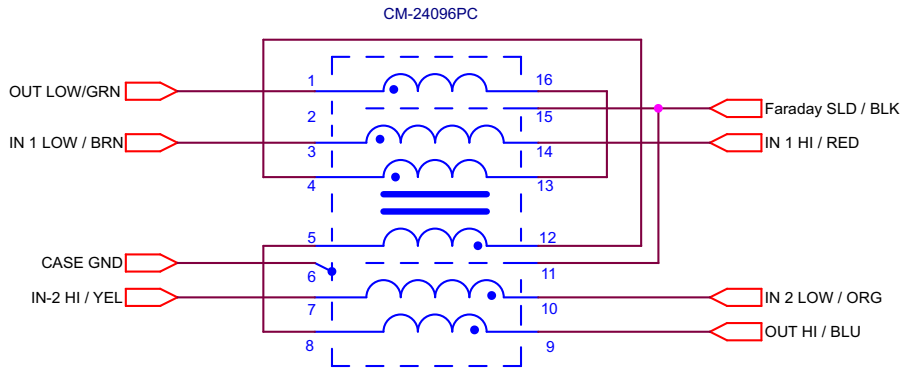 CM-24096PC
1 16
OUT LOW/GRN
2 15
Faraday SLD / BLK
IN 1 LOW / BRN
3 14
IN 1 HI / RED
4 13
5 12
CASE GND
6 11
IN-2 HI / YEL
7 10
IN 2 LOW / ORG
8 9
OUT HI / BLU